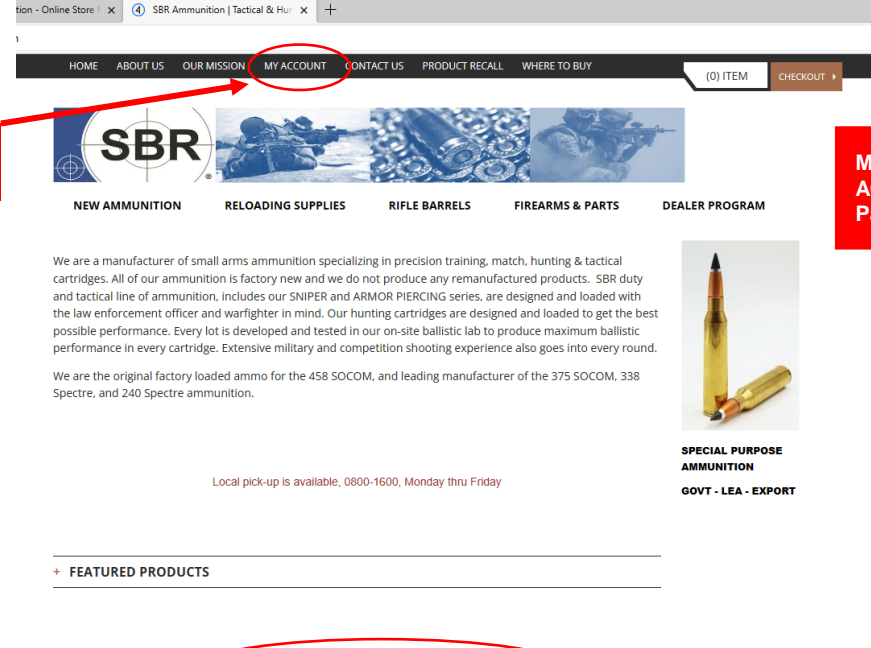 tion - Online Store
SBR Ammunition | Tactical & Hun
HOME ABOUT US OUR MISSION MY ACCOUNT CONTACT US PRODUCT RECALL WHERE TO BUY
(0) ITEM CHECKOUT
SBR
®
M
A
Pa
NEW AMMUNITION RELOADING SUPPLIES RIFLE BARRELS FIREARMS & PARTS DEALER PROGRAM
We are a manufacturer of small arms ammunition specializing in precision training, match, hunting & tactical
cartridges. All of our ammunition is factory new and we do not produce any remanufactured products. SBR duty
and tactical line of ammunition, includes our SNIPER and ARMOR PIERCING series, are designed and loaded with
the law enforcement officer and warfighter in mind. Our hunting cartridges are designed and loaded to get the best
possible performance. Every lot is developed and tested in our on-site ballistic lab to produce maximum ballistic
performance in every cartridge. Extensive military and competition shooting experience also goes into every round.
We are the original factory loaded ammo for the 458 SOCOM, and leading manufacturer of the 375 SOCOM, 338
Spectre, and 240 Spectre ammunition.
SPECIAL PURPOSE
AMMUNITION
GOVT - LEA - EXPORT
Local pick-up is available, 0800-1600, Monday thru Friday
+ FEATURED PRODUCTS